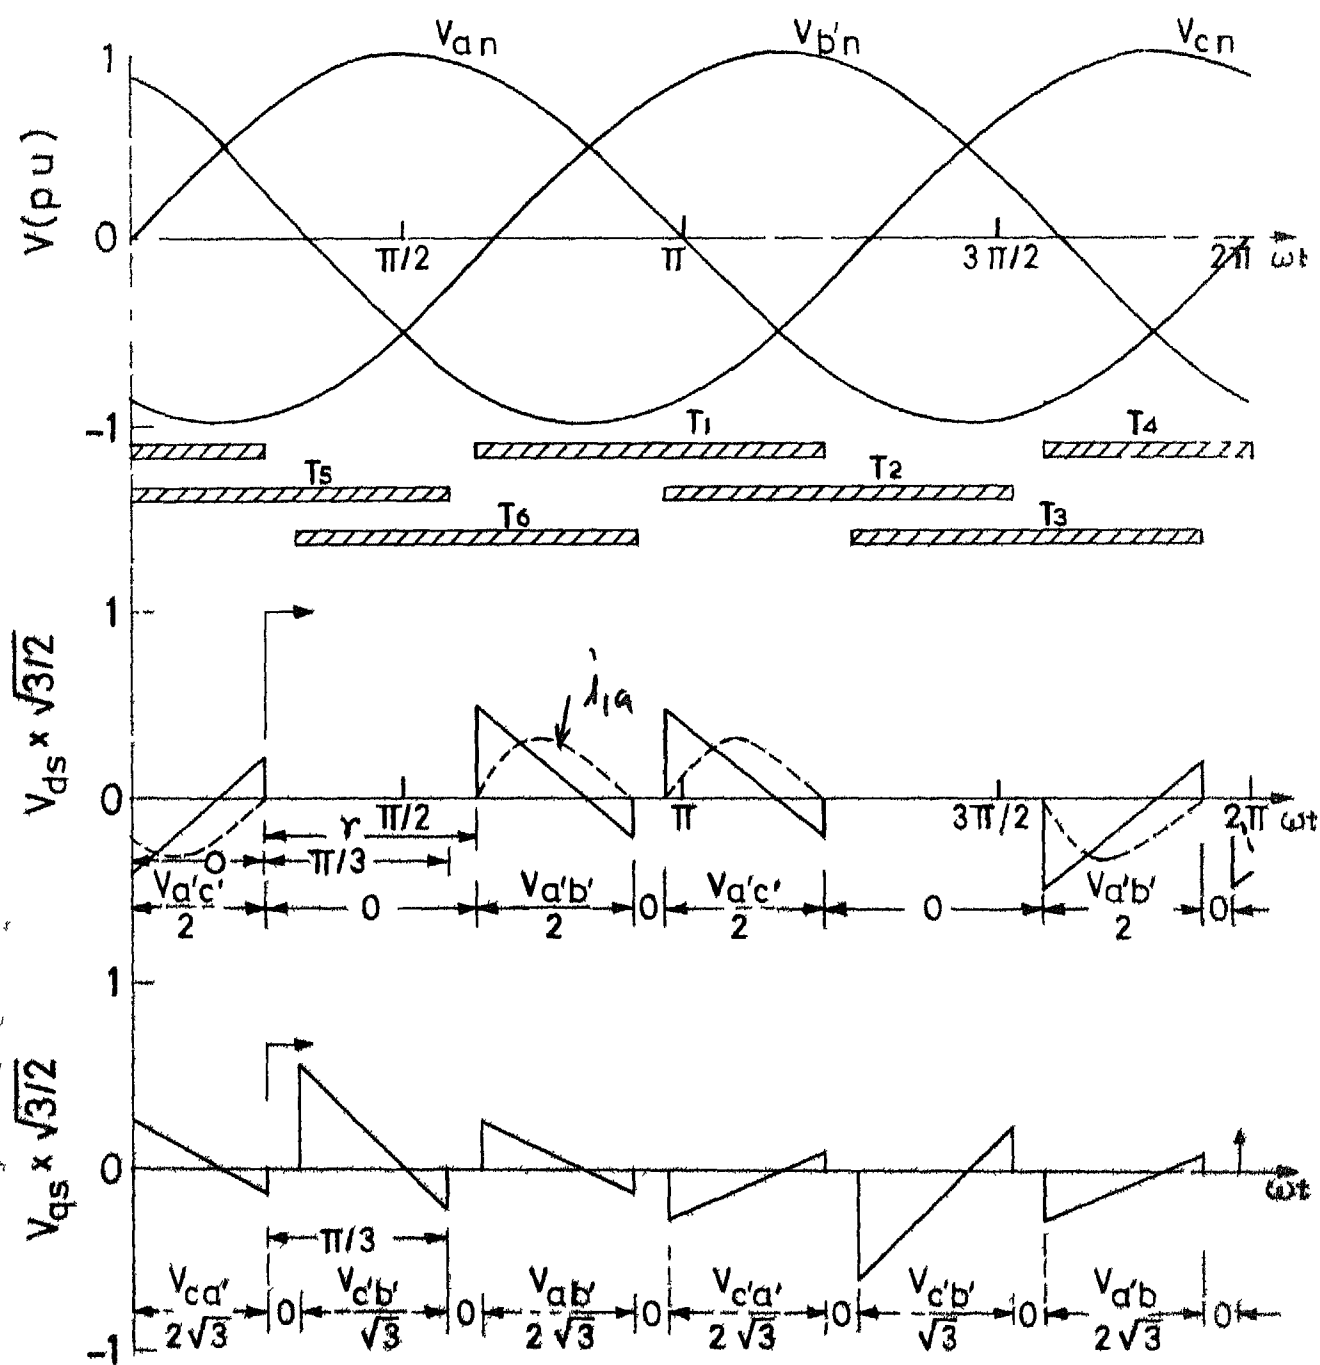 Van Vb'n Vcn
1
V(pu)
0
π/2 π 3π/2 2π ωt
-1
T1 T4
T5 T2
T6 T3
1
Vds × √3/2
i1a
0
π/2 π 3π/2 2π ωt
γ
0 π/3
Va'c'/2 0 Va'b'/2 0 Va'c'/2 0 Va'b'/2 0
1
Vqs × √3/2
0
ωt
π/3
Vca'/2√3 0 Vc'b'/√3 0 Vab'/2√3 0 Vc'a'/2√3 0 Vc'b'/√3 0 Va'b/2√3 0
-1